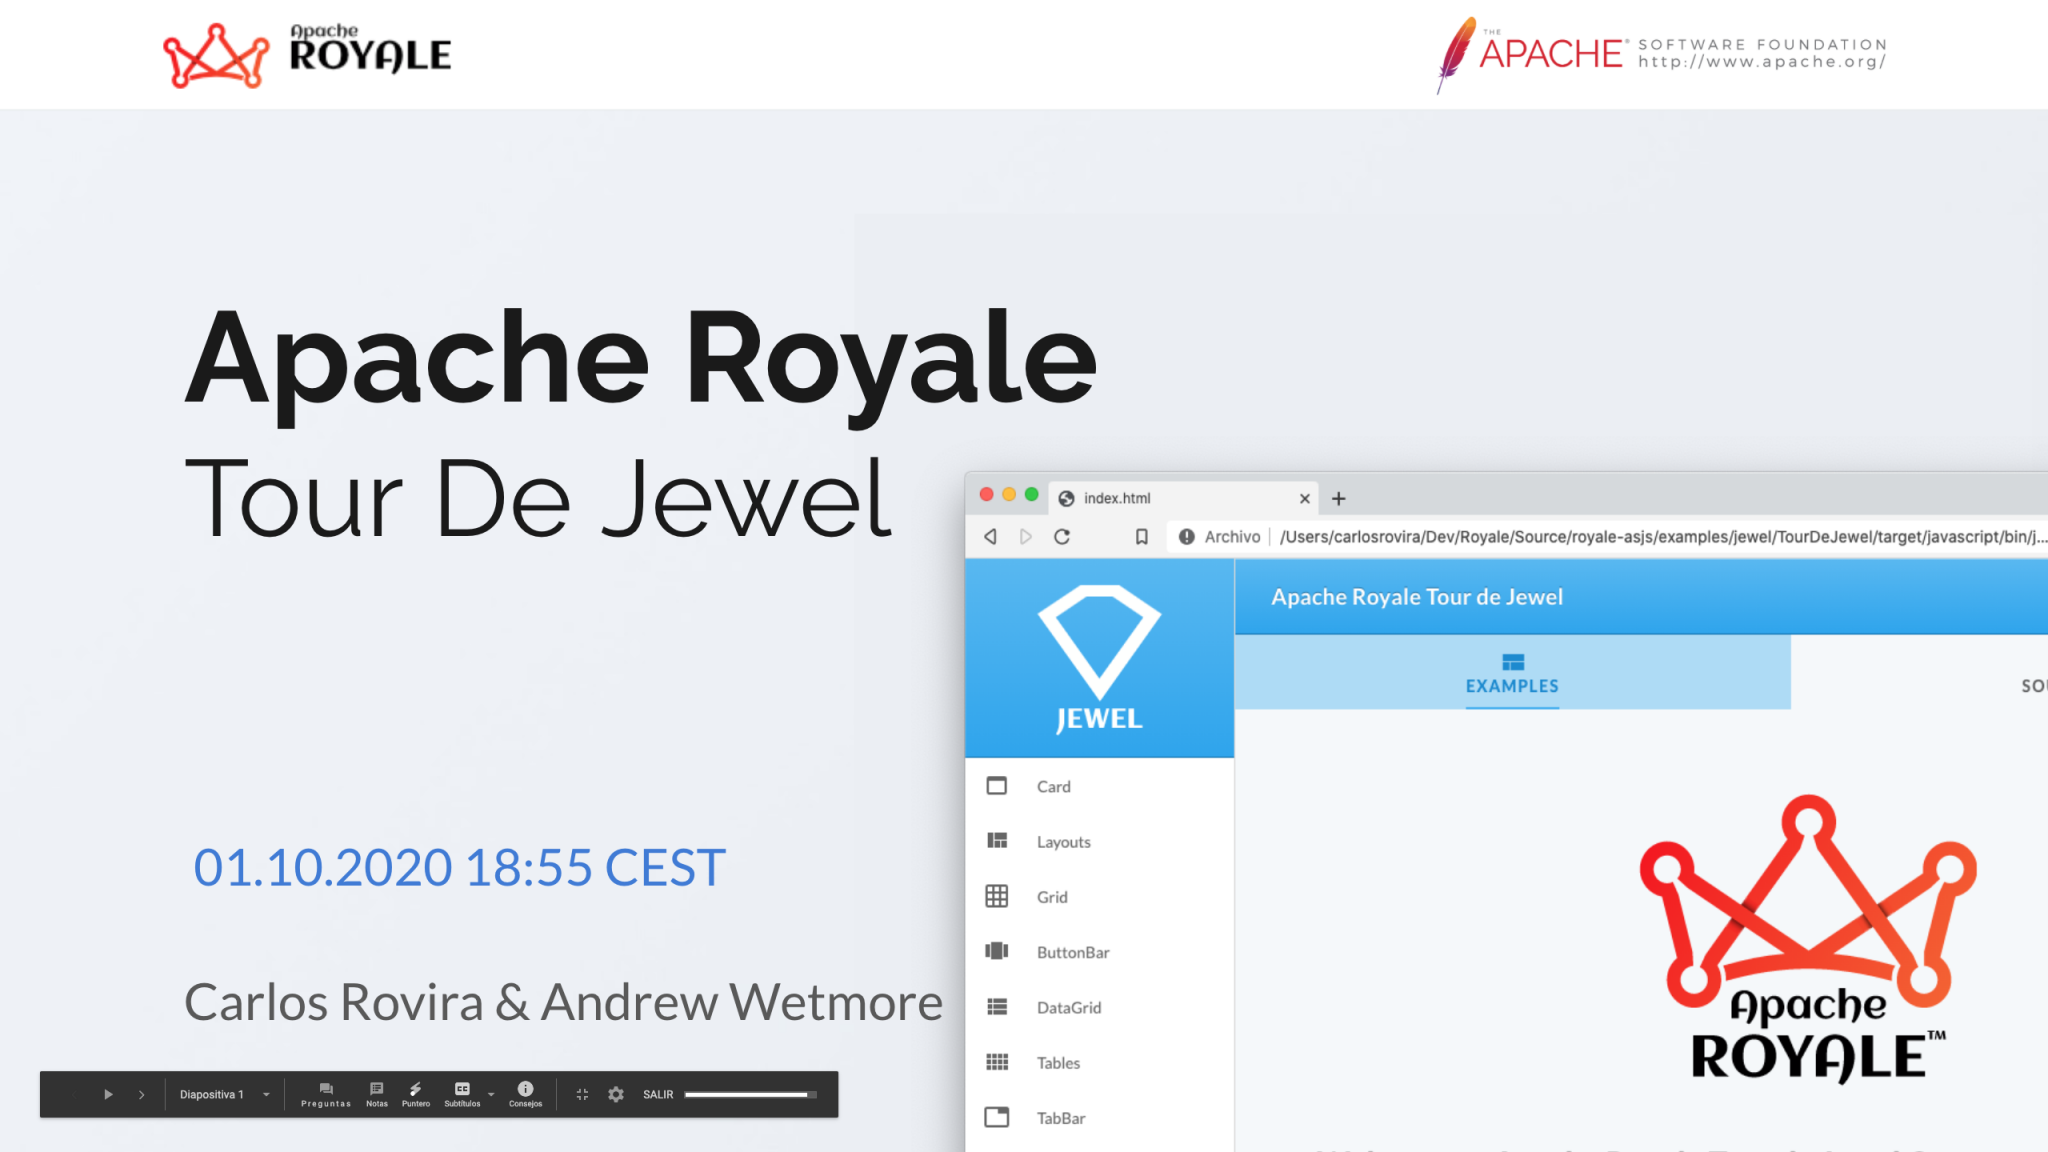 Apache
ROYALE
THE
APACHE® SOFTWARE FOUNDATION
http://www.apache.org/
Apache Royale
Tour De Jewel
01.10.2020 18:55 CEST
Carlos Rovira & Andrew Wetmore
index.html
Archivo /Users/carlosrovira/Dev/Royale/Source/royale-asjs/examples/jewel/TourDeJewel/target/javascript/bin/j...
JEWEL
Apache Royale Tour de Jewel
EXAMPLES
SOU
Card
Layouts
Grid
ButtonBar
DataGrid
Tables
TabBar
Apache
ROYALE™
Diapositiva 1
Preguntas
Notas
Puntero
Subtítulos
Consejos
SALIR